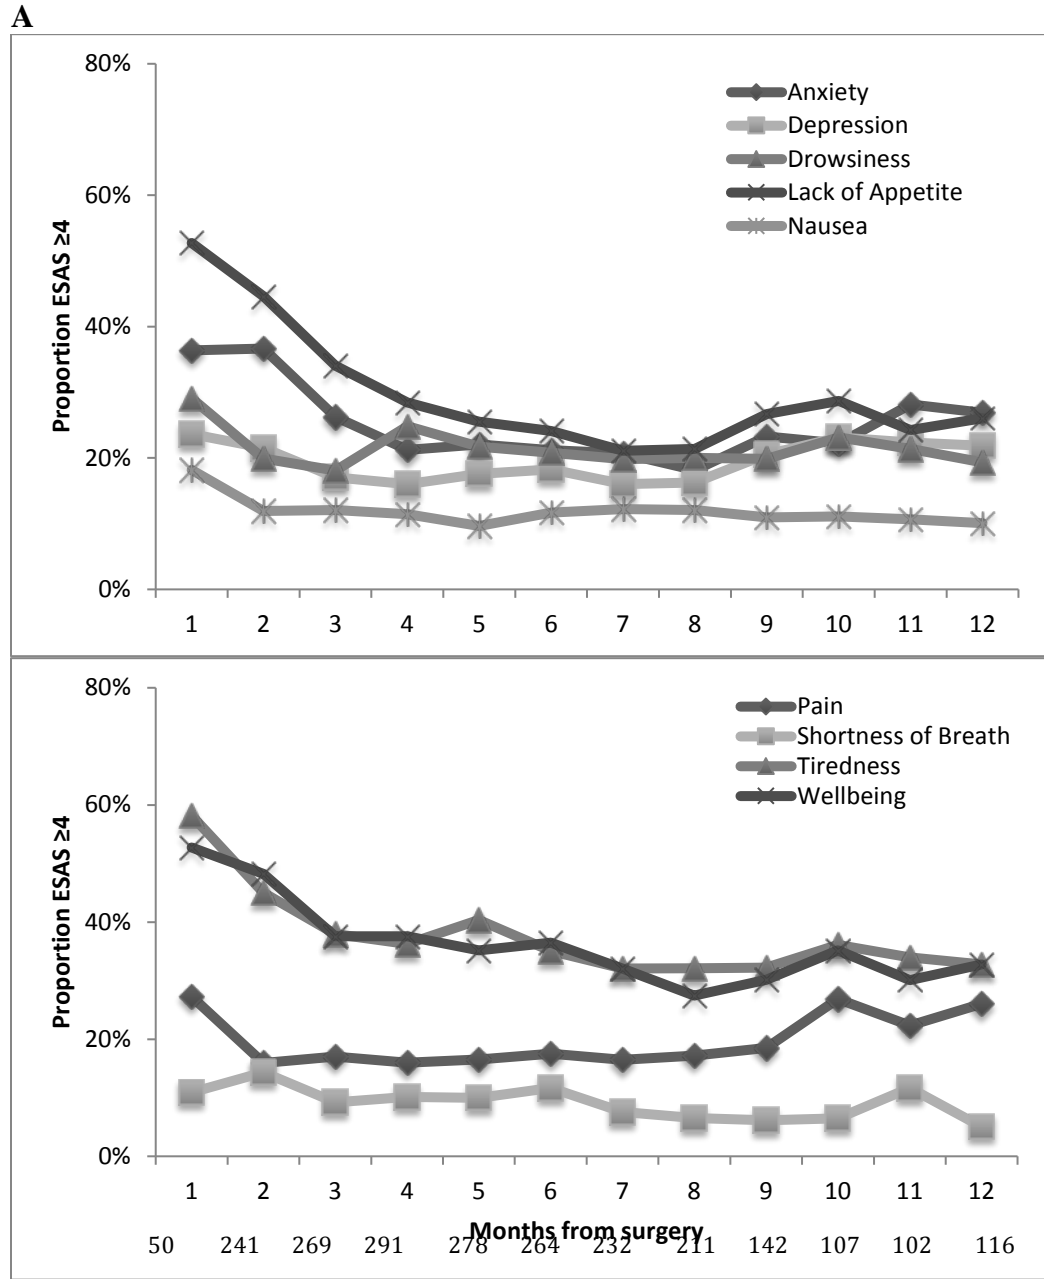 A
80%
60%
40%
20%
0%
Proportion ESAS ≥4
Anxiety
Depression
Drowsiness
Lack of Appetite
Nausea
1 2 3 4 5 6 7 8 9 10 11 12
80%
60%
40%
20%
0%
Proportion ESAS ≥4
Pain
Shortness of Breath
Tiredness
Wellbeing
1 2 3 4 5 6 7 8 9 10 11 12
Months from surgery
50 241 269 291 278 264 232 211 142 107 102 116